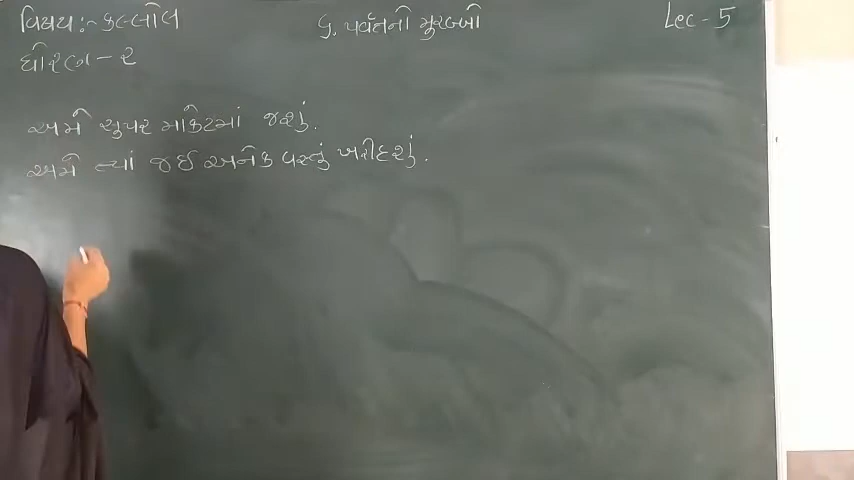 વિષય:- કલ્લોલ
૬. પર્વતની મુરબ્બી
Lec - 5
ધોરણ - ૨
અમે સુપર માર્કેટમાં જશું.
અમે ત્યાં જઈ અનેક વસ્તું ખરીદશું.